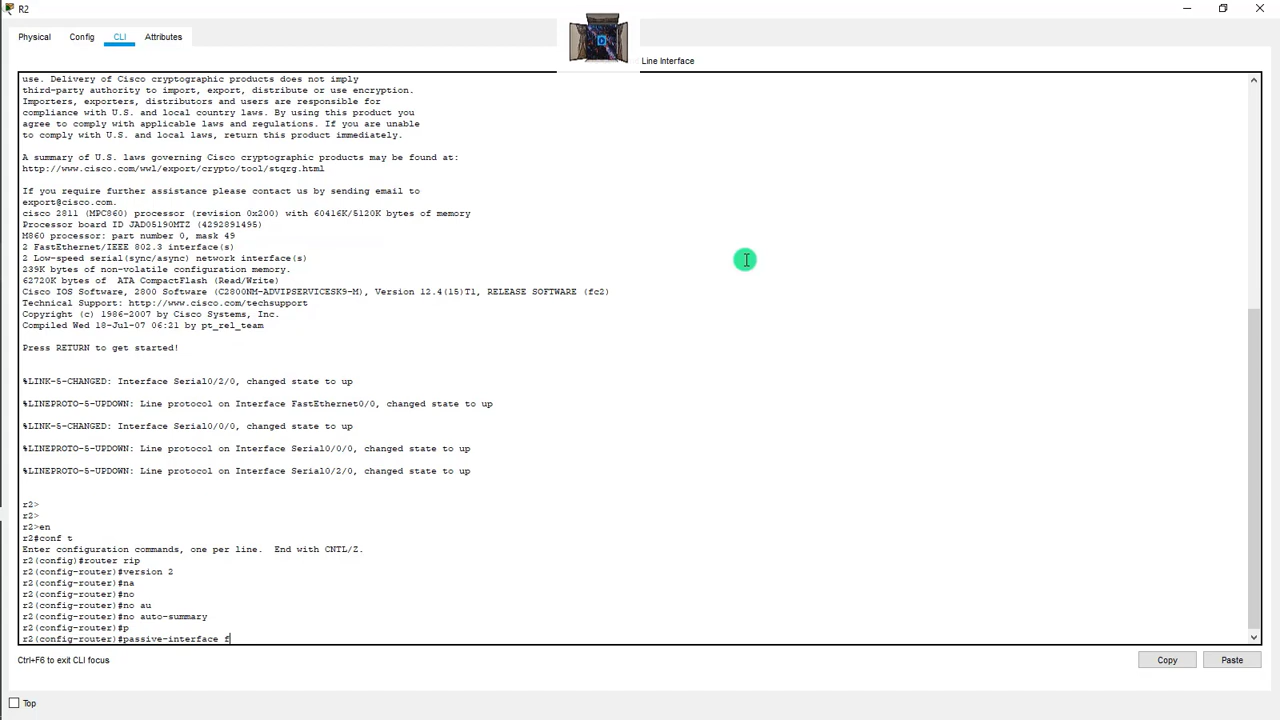 R2
Physical
Config
CLI
Attributes
Line Interface
use. Delivery of Cisco cryptographic products does not imply
third-party authority to import, export, distribute or use encryption.
Importers, exporters, distributors and users are responsible for
compliance with U.S. and local country laws. By using this product you
agree to comply with applicable laws and regulations. If you are unable
to comply with U.S. and local laws, return this product immediately.
A summary of U.S. laws governing Cisco cryptographic products may be found at:
http://www.cisco.com/wwl/export/crypto/tool/stqrg.html
If you require further assistance please contact us by sending email to
export@cisco.com.
cisco 2811 (MPC860) processor (revision 0x200) with 60416K/5120K bytes of memory
Processor board ID JAD05190MTZ (4292891495)
M860 processor: part number 0, mask 49
2 FastEthernet/IEEE 802.3 interface(s)
2 Low-speed serial(sync/async) network interface(s)
239K bytes of non-volatile configuration memory.
62720K bytes of  ATA CompactFlash (Read/Write)
Cisco IOS Software, 2800 Software (C2800NM-ADVIPSERVICESK9-M), Version 12.4(15)T1, RELEASE SOFTWARE (fc2)
Technical Support: http://www.cisco.com/techsupport
Copyright (c) 1986-2007 by Cisco Systems, Inc.
Compiled Wed 18-Jul-07 06:21 by pt_rel_team
Press RETURN to get started!
%LINK-5-CHANGED: Interface Serial0/2/0, changed state to up
%LINEPROTO-5-UPDOWN: Line protocol on Interface FastEthernet0/0, changed state to up
%LINK-5-CHANGED: Interface Serial0/0/0, changed state to up
%LINEPROTO-5-UPDOWN: Line protocol on Interface Serial0/0/0, changed state to up
%LINEPROTO-5-UPDOWN: Line protocol on Interface Serial0/2/0, changed state to up
r2>
r2>
r2>en
r2#conf t
Enter configuration commands, one per line.  End with CNTL/Z.
r2(config)#router rip
r2(config-router)#version 2
r2(config-router)#na
r2(config-router)#no
r2(config-router)#no au
r2(config-router)#no auto-summary
r2(config-router)#p
r2(config-router)#passive-interface f
Ctrl+F6 to exit CLI focus
Copy
Paste
Top